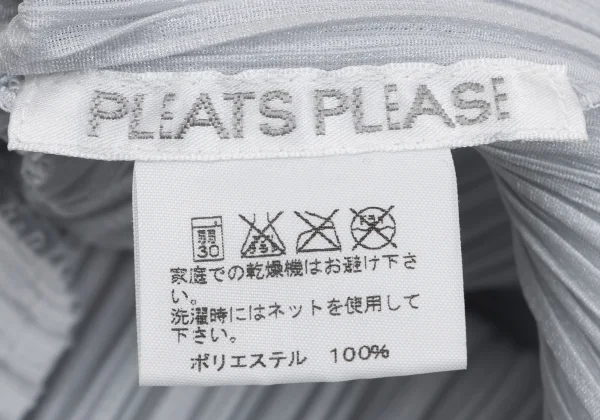 PLEATS PLEASE
30
家庭での乾燥機はお避け下さ
い。
洗濯時にはネットを使用して
下さい。
ポリエステル 100%